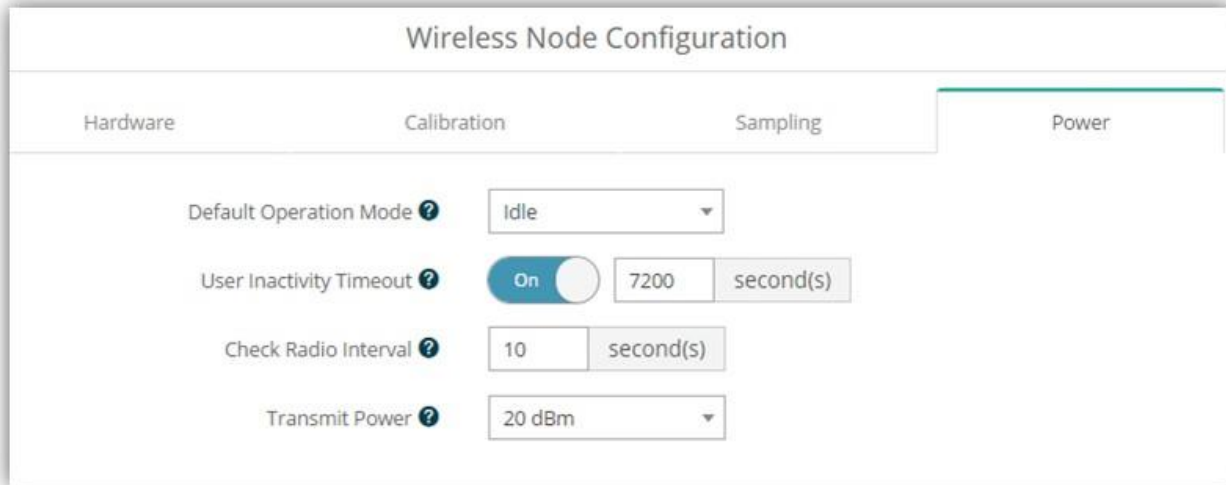 Wireless Node Configuration
Hardware Calibration Sampling Power
Default Operation Mode ? Idle
User Inactivity Timeout ? On 7200 second(s)
Check Radio Interval ? 10 second(s)
Transmit Power ? 20 dBm